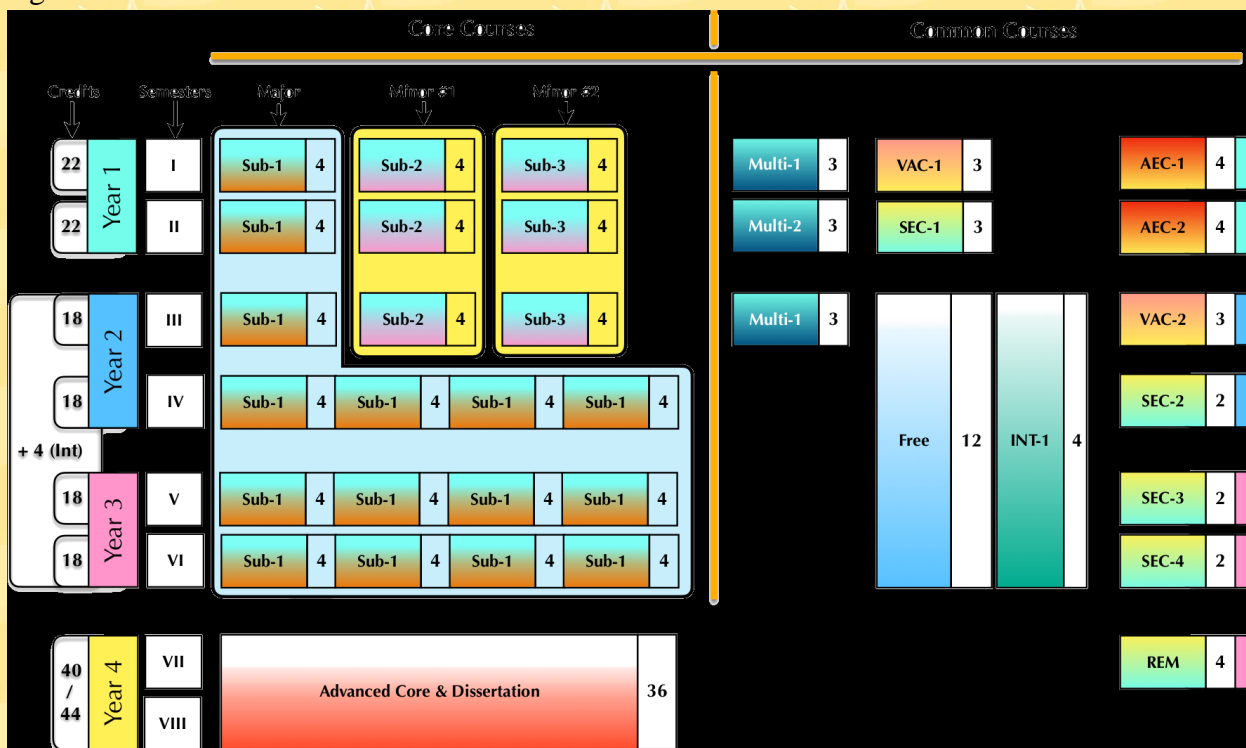 Core Courses Common Courses
Credits Semesters Major Minor #1 Minor #2
22 Year 1 I Sub-1 4 Sub-2 4 Sub-3 4 Multi-1 3 VAC-1 3 AEC-1 4
22 II Sub-1 4 Sub-2 4 Sub-3 4 Multi-2 3 SEC-1 3 AEC-2 4
18 Year 2 III Sub-1 4 Sub-2 4 Sub-3 4 Multi-1 3 VAC-2 3
18 IV Sub-1 4 Sub-1 4 Sub-1 4 Sub-1 4 SEC-2 2
+ 4 (Int) Free 12 INT-1 4
18 Year 3 V Sub-1 4 Sub-1 4 Sub-1 4 Sub-1 4 SEC-3 2
18 VI Sub-1 4 Sub-1 4 Sub-1 4 Sub-1 4 SEC-4 2
40 / 44 Year 4 VII Advanced Core & Dissertation 36 REM 4
VIII